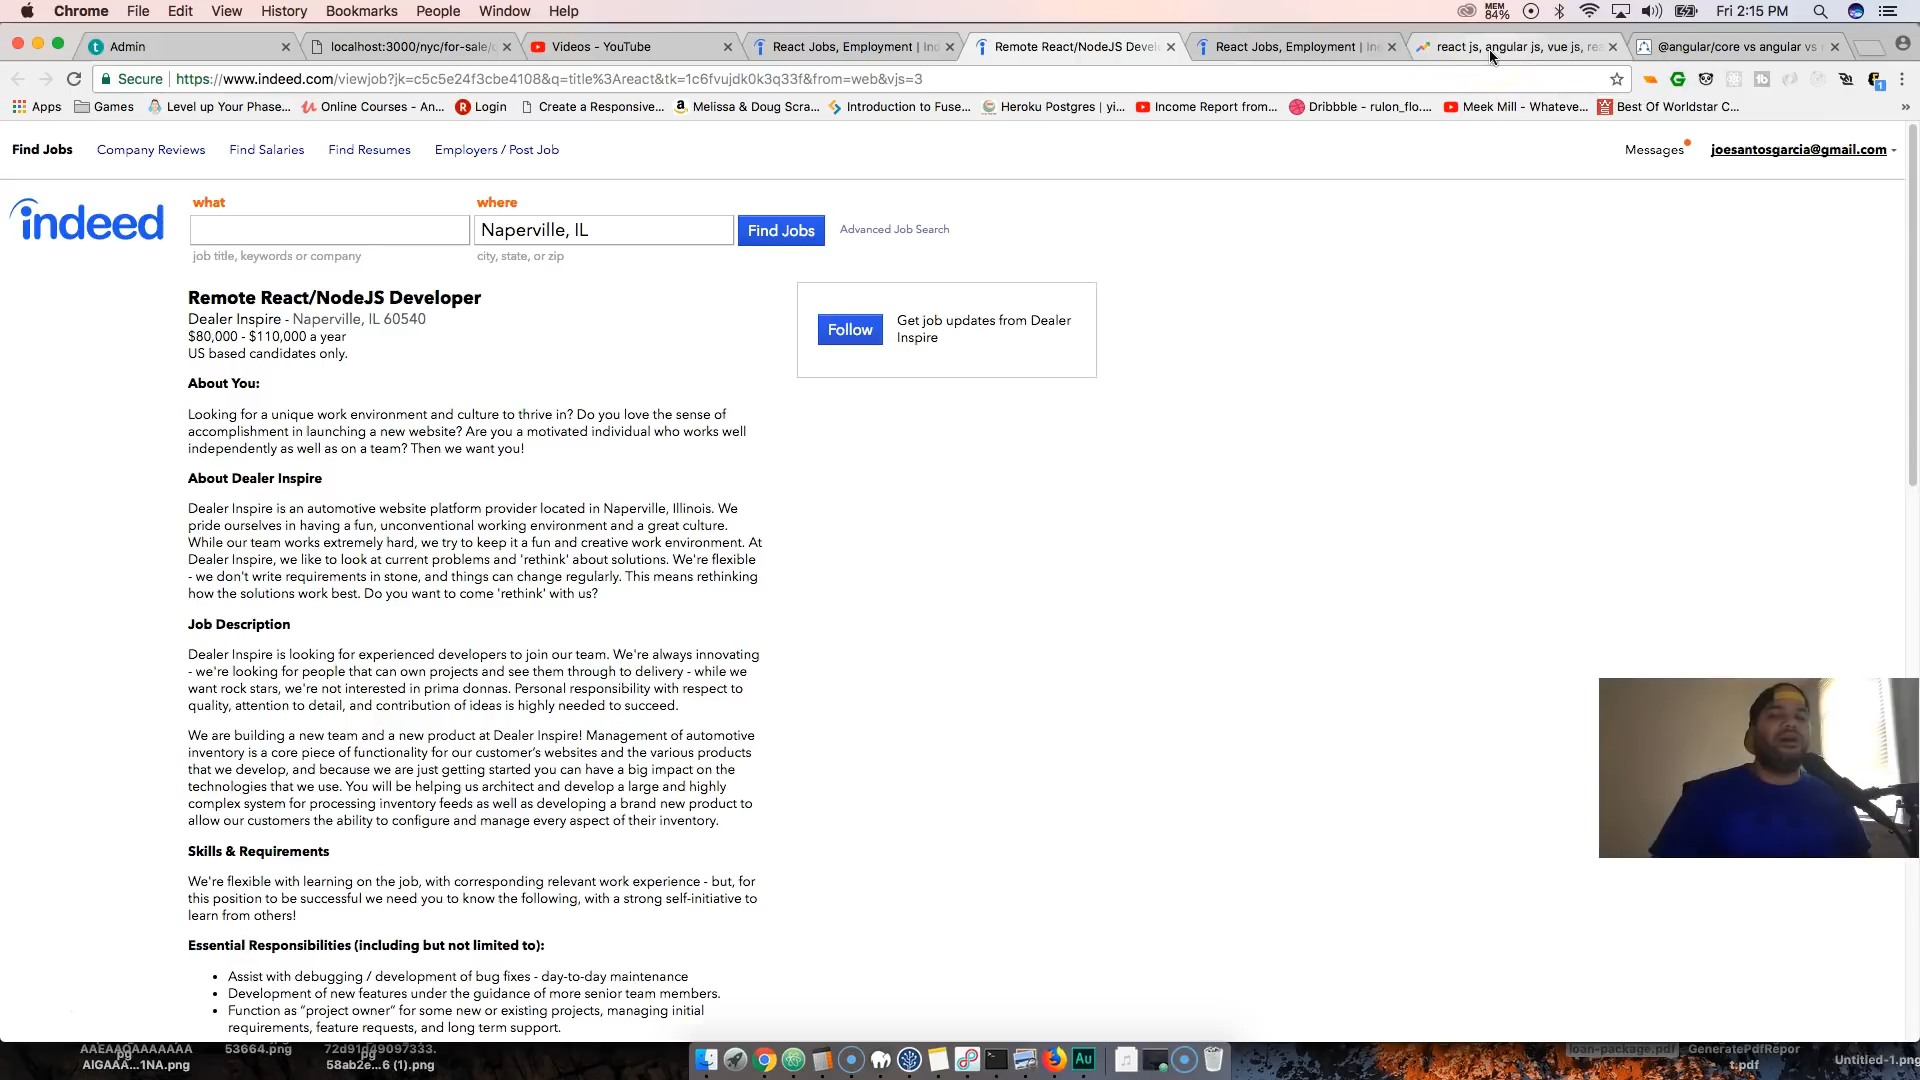 Chrome File Edit View History Bookmarks People Window Help MEM 84% Fri 2:15 PM
Admin localhost:3000/nyc/for-sale/ Videos - YouTube React Jobs, Employment | Ind Remote React/NodeJS Devel React Jobs, Employment | In react js, angular js, vue js, rea @angular/core vs angular vs
Secure https://www.indeed.com/viewjob?jk=c5c5e24f3cbe4108&q=title%3Areact&tk=1c6fvujdk0k3q33f&from=web&vjs=3
Apps Games Level up Your Phase... Online Courses - An... Login Create a Responsive... Melissa & Doug Scra... Introduction to Fuse... Heroku Postgres | yi... Income Report from... Dribbble - rulon_flo... Meek Mill - Whateve... Best Of Worldstar C... »
Find Jobs Company Reviews Find Salaries Find Resumes Employers / Post Job Messages joesantosgarcia@gmail.com
what where
indeed Naperville, IL Find Jobs Advanced Job Search
job title, keywords or company city, state, or zip
Remote React/NodeJS Developer
Dealer Inspire - Naperville, IL 60540
$80,000 - $110,000 a year
US based candidates only.
Follow Get job updates from Dealer
Inspire
About You:
Looking for a unique work environment and culture to thrive in? Do you love the sense of
accomplishment in launching a new website? Are you a motivated individual who works well
independently as well as on a team? Then we want you!
About Dealer Inspire
Dealer Inspire is an automotive website platform provider located in Naperville, Illinois. We
pride ourselves in having a fun, unconventional working environment and a great culture.
While our team works extremely hard, we try to keep it a fun and creative work environment. At
Dealer Inspire, we like to look at current problems and 'rethink' about solutions. We're flexible
- we don't write requirements in stone, and things can change regularly. This means rethinking
how the solutions work best. Do you want to come 'rethink' with us?
Job Description
Dealer Inspire is looking for experienced developers to join our team. We're always innovating
- we're looking for people that can own projects and see them through to delivery - while we
want rock stars, we're not interested in prima donnas. Personal responsibility with respect to
quality, attention to detail, and contribution of ideas is highly needed to succeed.
We are building a new team and a new product at Dealer Inspire! Management of automotive
inventory is a core piece of functionality for our customer's websites and the various products
that we develop, and because we are just getting started you can have a big impact on the
technologies that we use. You will be helping us architect and develop a large and highly
complex system for processing inventory feeds as well as developing a brand new product to
allow our customers the ability to configure and manage every aspect of their inventory.
Skills & Requirements
We're flexible with learning on the job, with corresponding relevant work experience - but, for
this position to be successful we need you to know the following, with a strong self-initiative to
learn from others!
Essential Responsibilities (including but not limited to):
• Assist with debugging / development of bug fixes - day-to-day maintenance
• Development of new features under the guidance of more senior team members.
• Function as “project owner” for some new or existing projects, managing initial
requirements, feature requests, and long term support.
53664.png 72d91d49097333. loan-package.pdf GeneratePdfRepor
AIGAAA...1NA.png 58ab2e...6 (1).png Au t.pdf Untitled-1.png